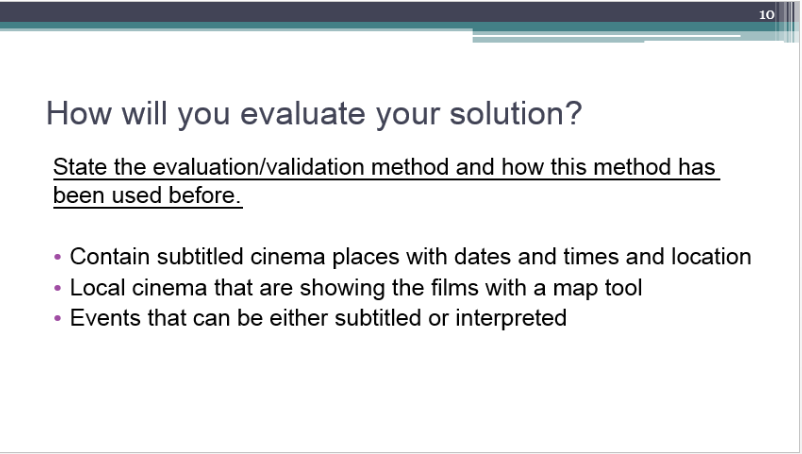 10
How will you evaluate your solution?
State the evaluation/validation method and how this method has
been used before.
• Contain subtitled cinema places with dates and times and location
• Local cinema that are showing the films with a map tool
• Events that can be either subtitled or interpreted